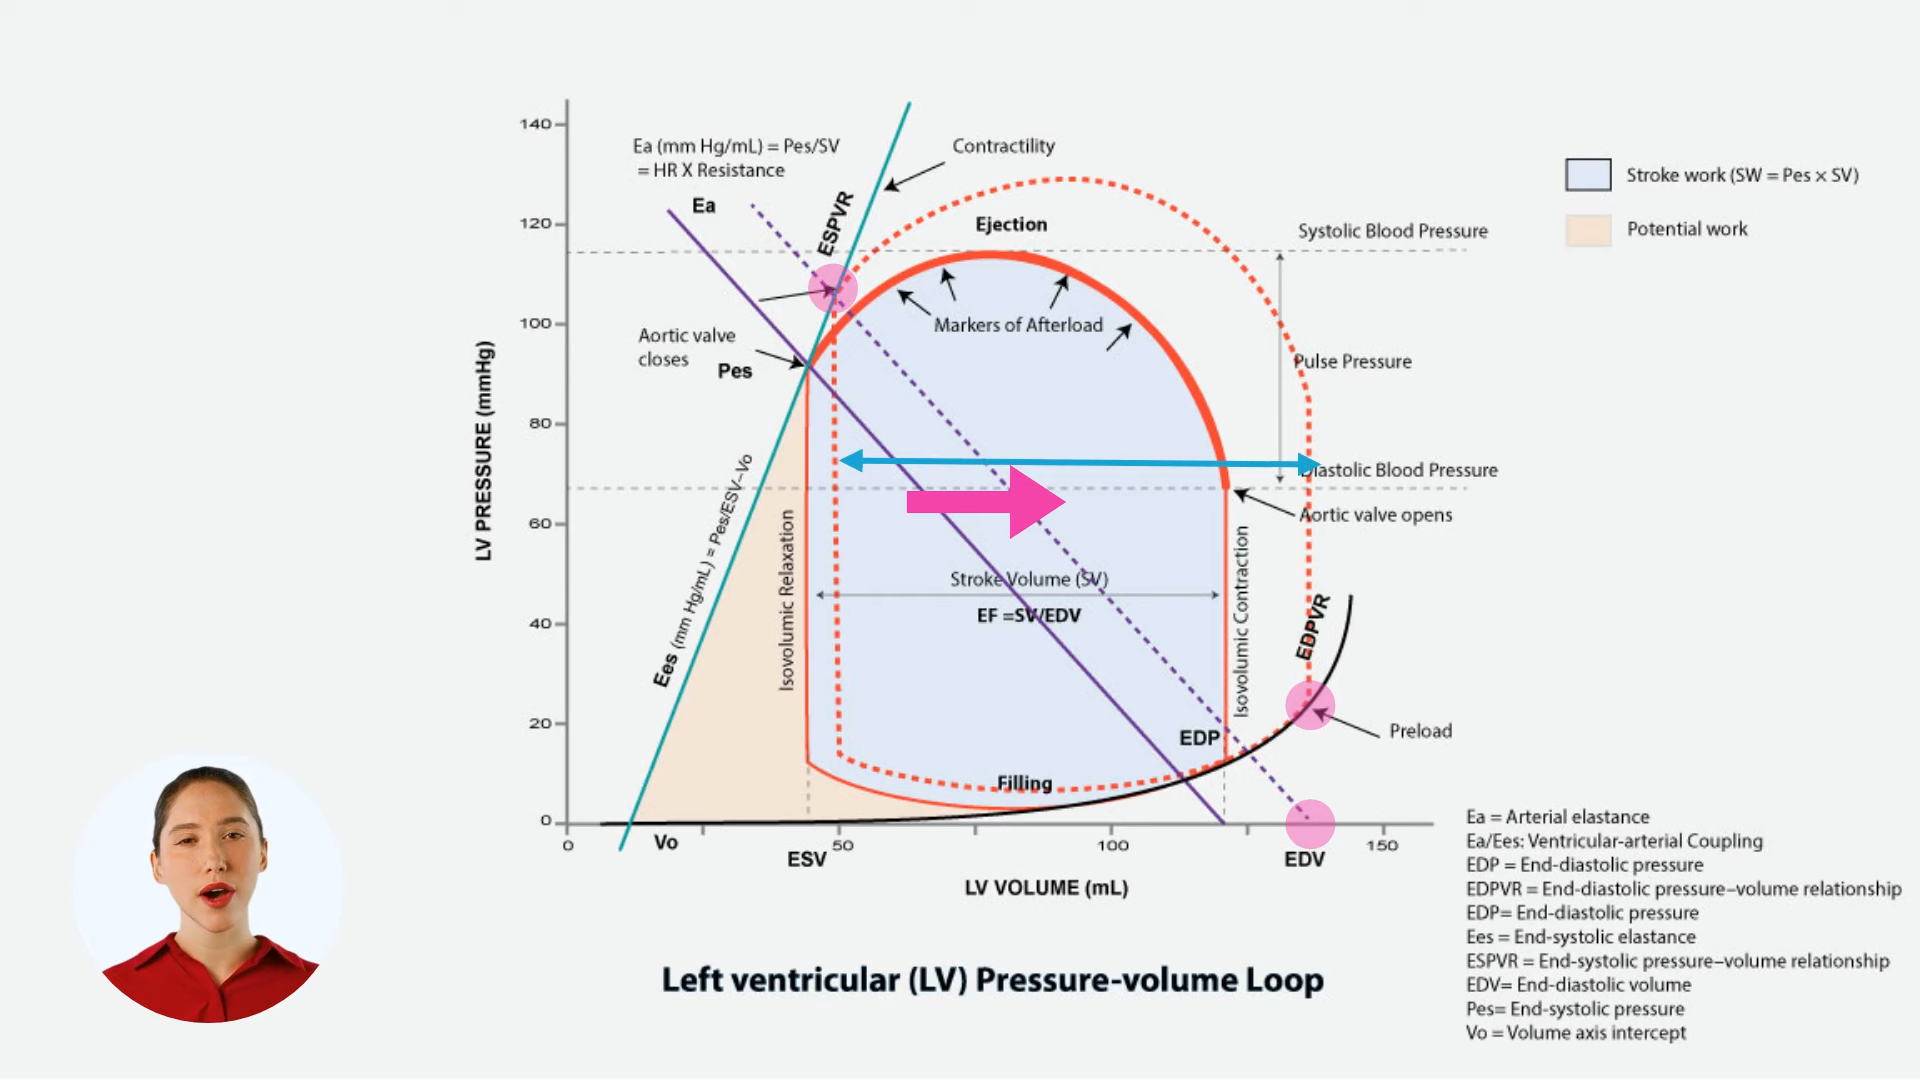 140
120
100
80
60
40
20
0
LV PRESSURE (mmHg)
Ea (mm Hg/mL) = Pes/SV
= HR X Resistance
Ea
ESPVR
Contractility
Ejection
Markers of Afterload
Aortic valve
closes
Pes
Systolic Blood Pressure
Pulse Pressure
Diastolic Blood Pressure
Aortic valve opens
Ees (mm Hg/mL) = Pes/ESV–Vo
Isovolumic Relaxation
Stroke Volume (SV)
EF =SV/EDV
Isovolumic Contraction
EDPVR
EDP
Preload
Filling
Vo
0
50
100
150
ESV
EDV
LV VOLUME (mL)
Stroke work (SW = Pes × SV)
Potential work
Ea = Arterial elastance
Ea/Ees: Ventricular-arterial Coupling
EDP = End-diastolic pressure
EDPVR = End-diastolic pressure–volume relationship
EDP= End-diastolic pressure
Ees = End-systolic elastance
ESPVR = End-systolic pressure–volume relationship
EDV= End-diastolic volume
Pes= End-systolic pressure
Vo = Volume axis intercept
Left ventricular (LV) Pressure-volume Loop